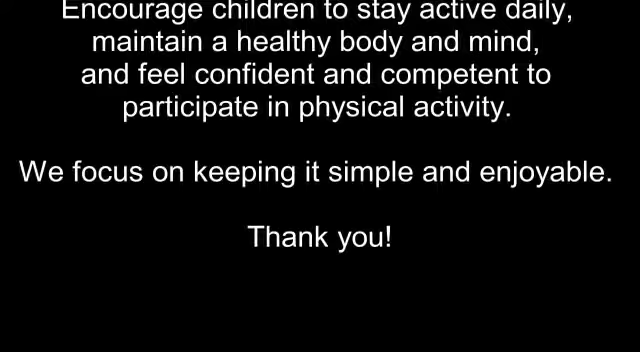 Encourage children to stay active daily,
maintain a healthy body and mind,
and feel confident and competent to
participate in physical activity.
We focus on keeping it simple and enjoyable.
Thank you!